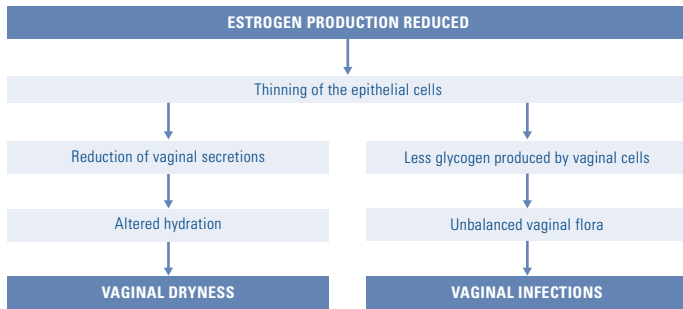 ESTROGEN PRODUCTION REDUCED
Thinning of the epithelial cells
Reduction of vaginal secretions
Less glycogen produced by vaginal cells
Altered hydration
Unbalanced vaginal flora
VAGINAL DRYNESS
VAGINAL INFECTIONS